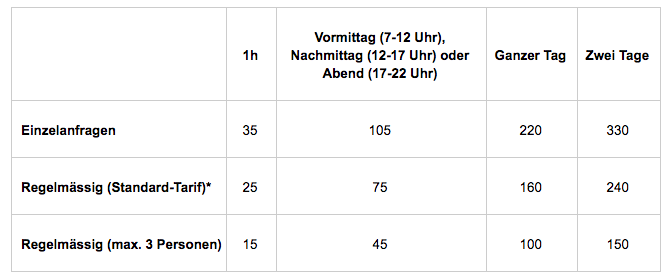 1h
Vormittag (7-12 Uhr),
Nachmittag (12-17 Uhr) oder
Abend (17-22 Uhr)
Ganzer Tag
Zwei Tage
Einzelanfragen 35 105 220 330
Regelmässig (Standard-Tarif)* 25 75 160 240
Regelmässig (max. 3 Personen) 15 45 100 150